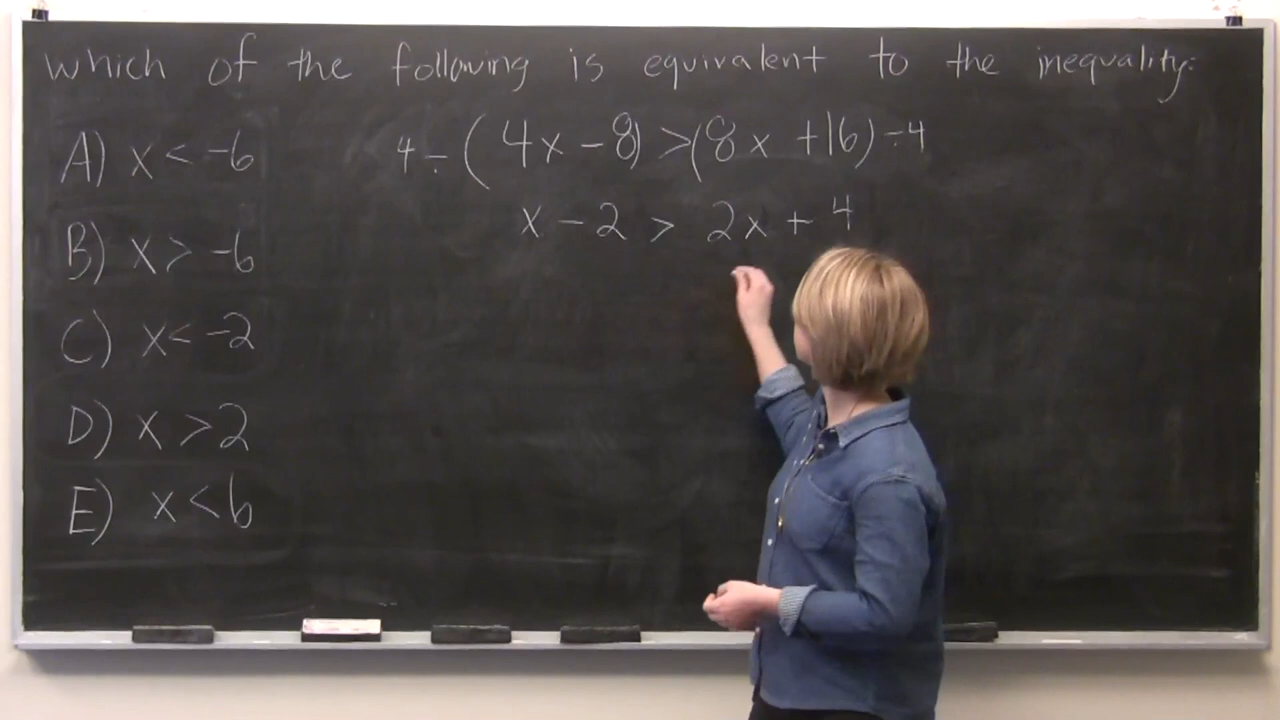 which of the following is equivalent to the inequality:
4 ÷ (4x - 8) > (8x + 16) ÷ 4
x - 2 > 2x + 4
A) x < -6
B) x > -6
C) x < -2
D) x > 2
E) x < 6